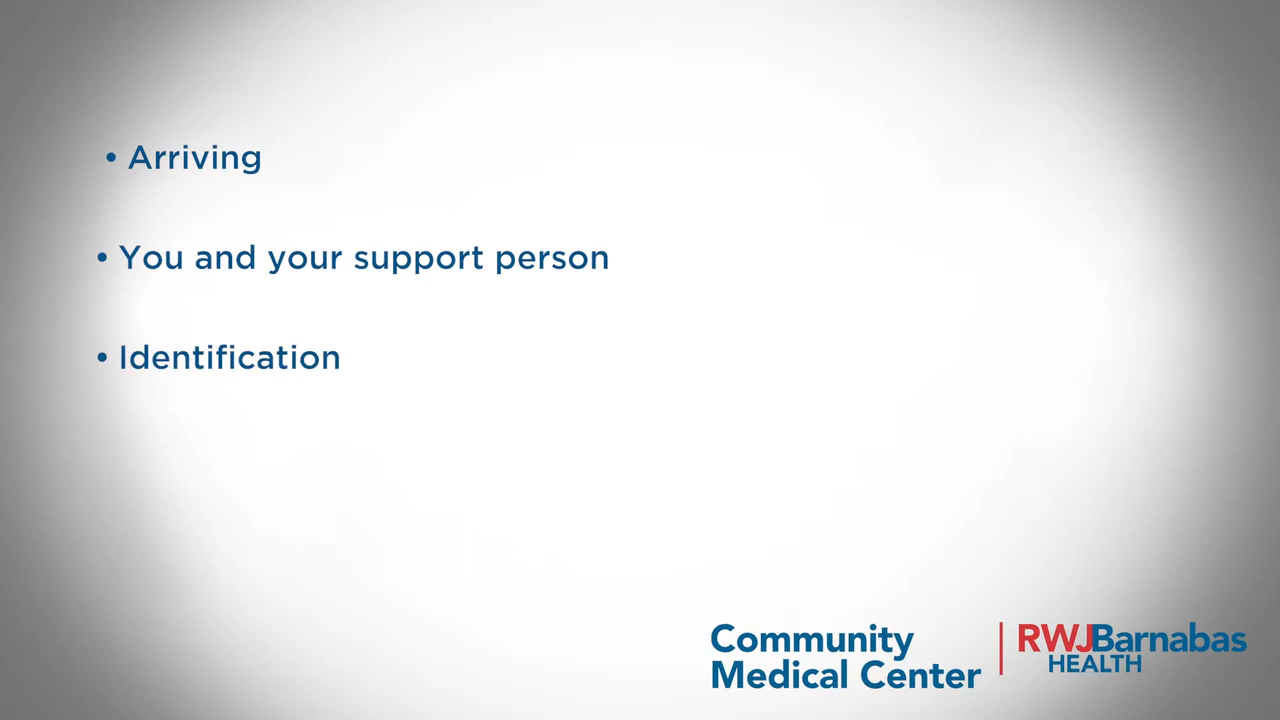 • Arriving
• You and your support person
• Identification
Community
Medical Center
RWJBarnabas
HEALTH